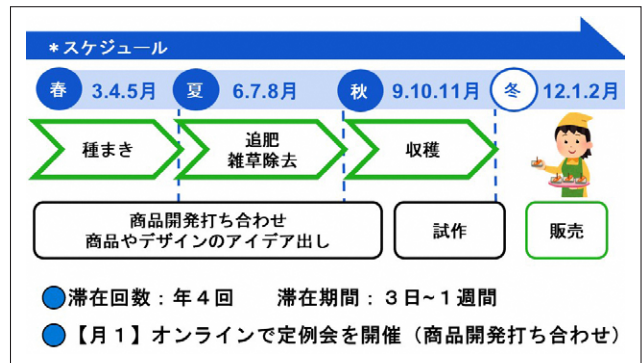 *スケジュール
春 3.4.5月 夏 6.7.8月 秋 9.10.11月 冬 12.1.2月
種まき
追肥
雑草除去
収穫
商品開発打ち合わせ
商品やデザインのアイデア出し
試作
販売
滞在回数：年４回 滞在期間：３日~１週間
【月１】オンラインで定例会を開催（商品開発打ち合わせ）